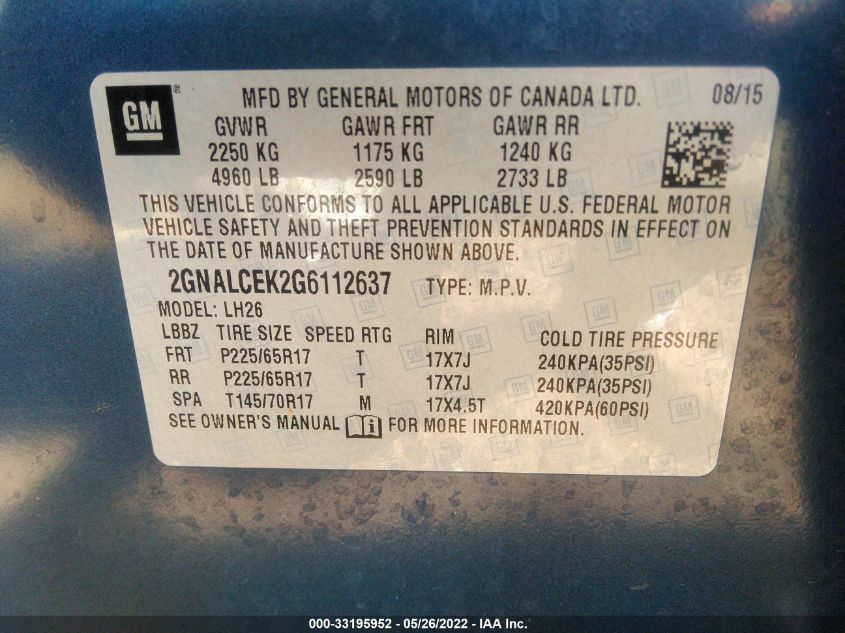 GM ® MFD BY GENERAL MOTORS OF CANADA LTD. 08/15
GVWR GAWR FRT GAWR RR
2250 KG 1175 KG 1240 KG
4960 LB 2590 LB 2733 LB
THIS VEHICLE CONFORMS TO ALL APPLICABLE U.S. FEDERAL MOTOR
VEHICLE SAFETY AND THEFT PREVENTION STANDARDS IN EFFECT ON
THE DATE OF MANUFACTURE SHOWN ABOVE.
2GNALCEK2G6112637 TYPE: M.P.V.
MODEL: LH26
LBBZ TIRE SIZE SPEED RTG RIM COLD TIRE PRESSURE
FRT P225/65R17 T 17X7J 240KPA(35PSI)
RR P225/65R17 T 17X7J 240KPA(35PSI)
SPA T145/70R17 M 17X4.5T 420KPA(60PSI)
SEE OWNER'S MANUAL i FOR MORE INFORMATION.
000-33195952 - 05/26/2022 - IAA Inc.